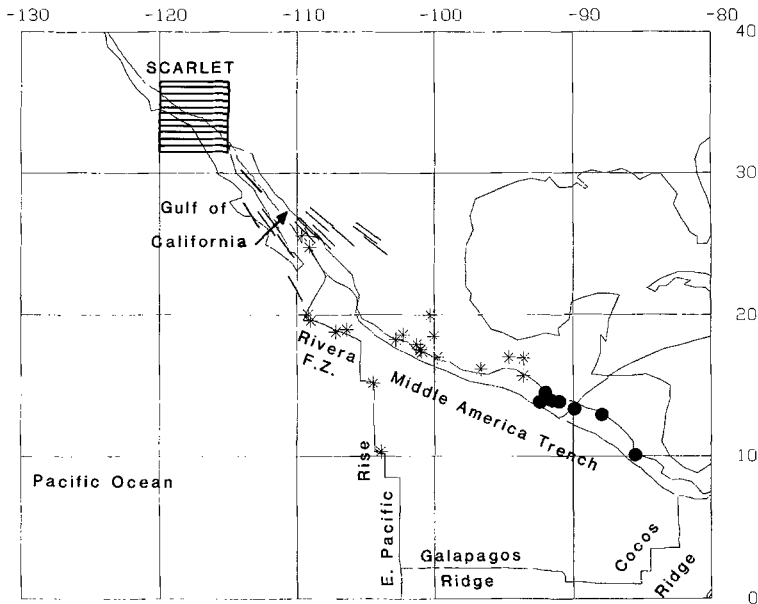 -130 -120 -110 -100 -90 -80
40
SCARLET
30
Gulf of
California
20
Rivera
F.Z.
Middle America Trench
10
Pacific Ocean
E. Pacific Rise
Galapagos
Ridge
Cocos
Ridge
0